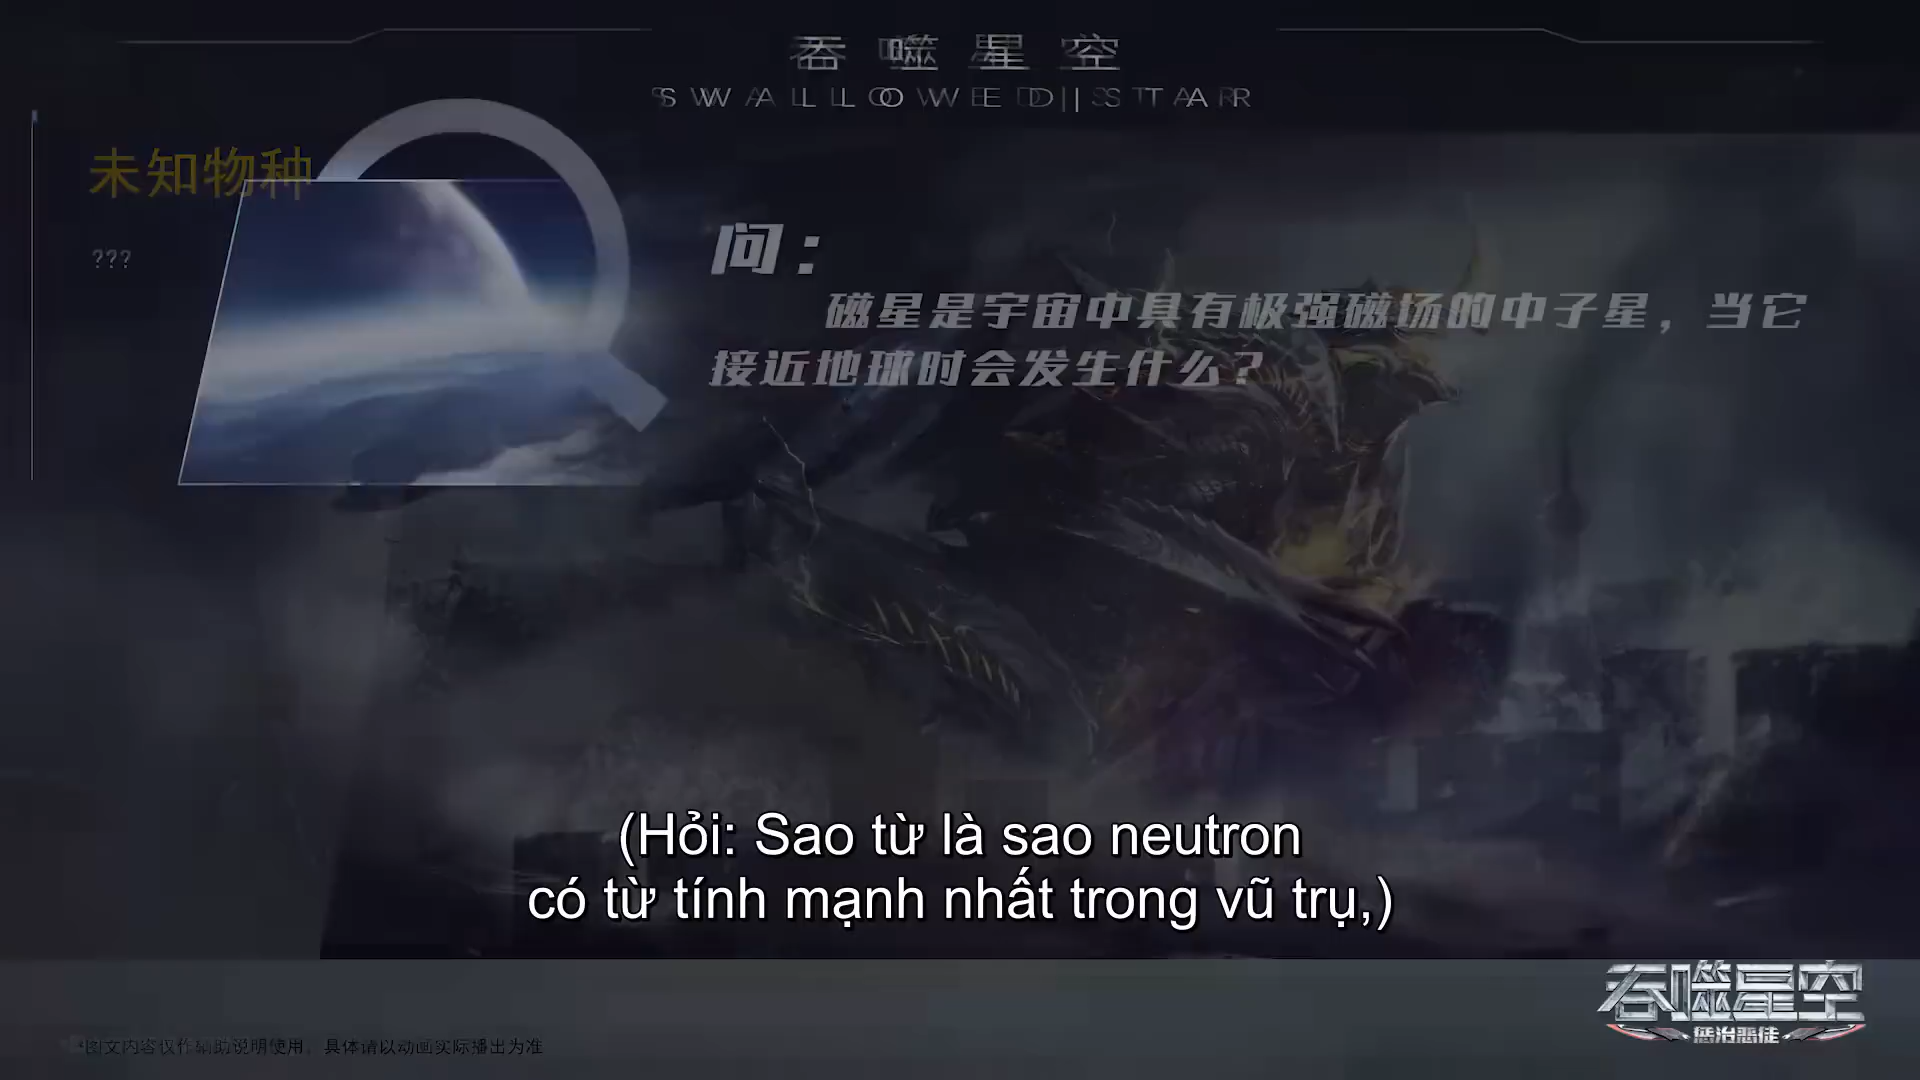 吞噬星空
SWALLOWED STAR
未知物种
???
问：
磁星是宇宙中具有极强磁场的中子星，当它
接近地球时会发生什么？
(Hỏi: Sao từ là sao neutron
có từ tính mạnh nhất trong vũ trụ,)
吞噬星空
惩治恶徒
*图文内容仅作辅助说明使用，具体请以动画实际播出为准